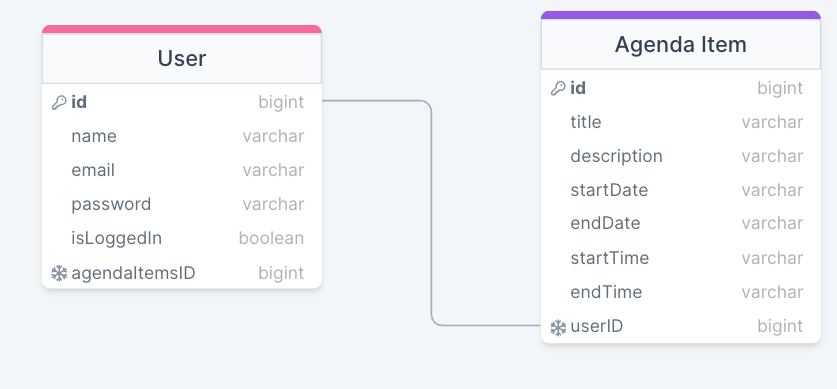 User
id bigint
name varchar
email varchar
password varchar
isLoggedIn boolean
agendaItemsID bigint
Agenda Item
id bigint
title varchar
description varchar
startDate varchar
endDate varchar
startTime varchar
endTime varchar
userID bigint